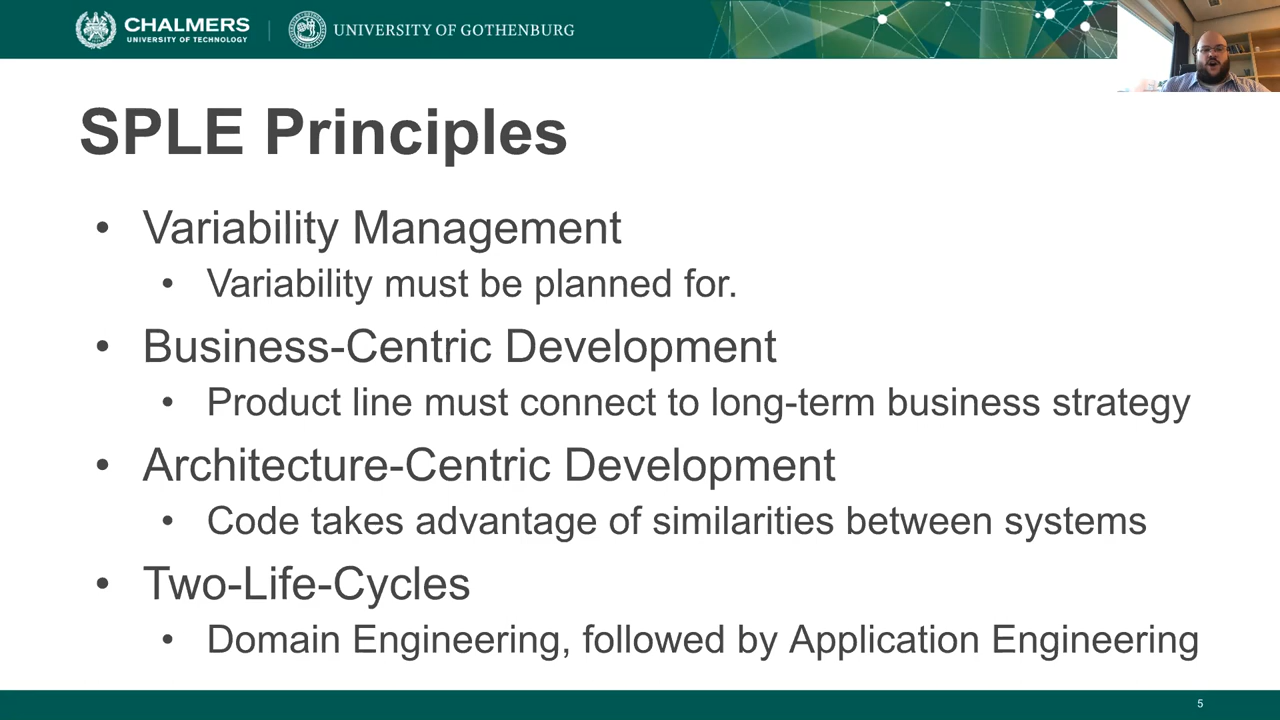 CHALMERS
UNIVERSITY OF TECHNOLOGY
UNIVERSITY OF GOTHENBURG
SPLE Principles
• Variability Management
• Variability must be planned for.
• Business-Centric Development
• Product line must connect to long-term business strategy
• Architecture-Centric Development
• Code takes advantage of similarities between systems
• Two-Life-Cycles
• Domain Engineering, followed by Application Engineering
5